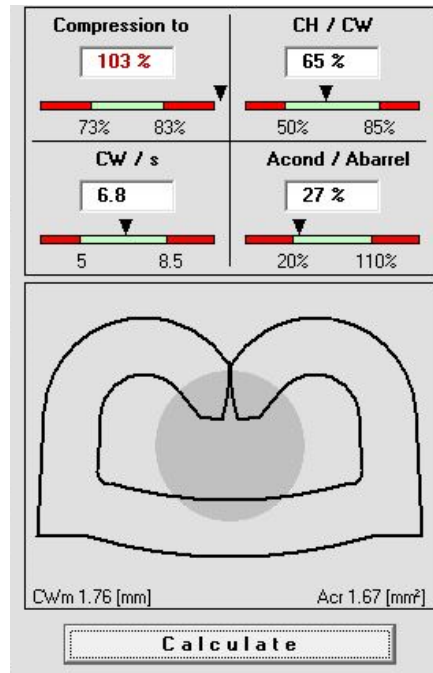 Compression to
103 %
73% 83%
CH / CW
65 %
50% 85%
CW / s
6.8
5 8.5
Acond / Abarrel
27 %
20% 110%
CWm 1.76 [mm] Acr 1.67 [mm²]
Calculate